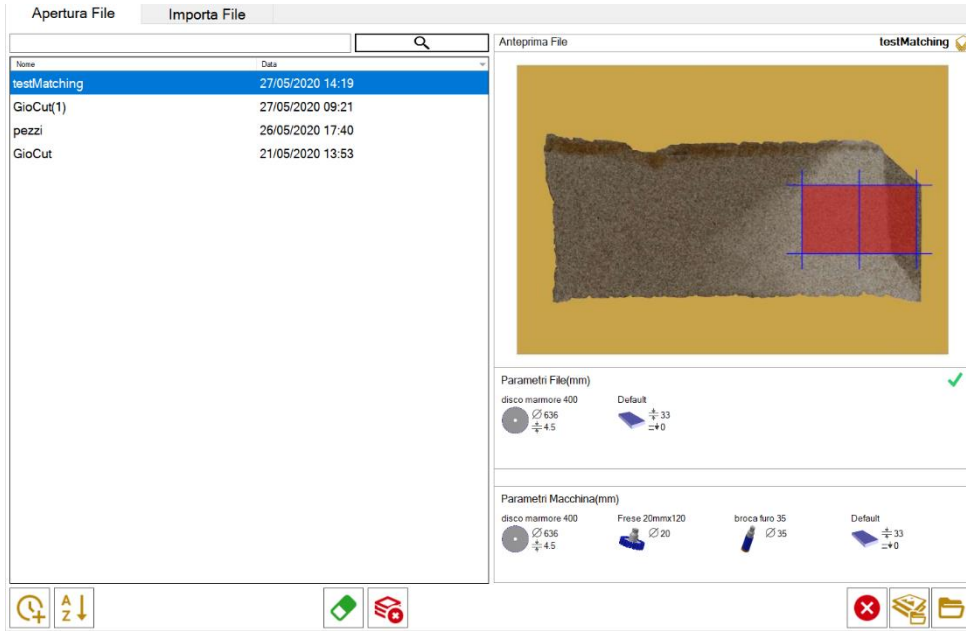 Apertura File
Importa File
Anteprima File
testMatching
Nome
Data
testMatching
27/05/2020 14:19
GioCut(1)
27/05/2020 09:21
pezzi
26/05/2020 17:40
GioCut
21/05/2020 13:53
Parametri File(mm)
disco marmore 400
Default
Ø 636
4.5
33
0
Parametri Macchina(mm)
disco marmore 400
Frese 20mmx120
broca furo 35
Default
Ø 636
4.5
Ø 20
Ø 35
33
0
A
Z